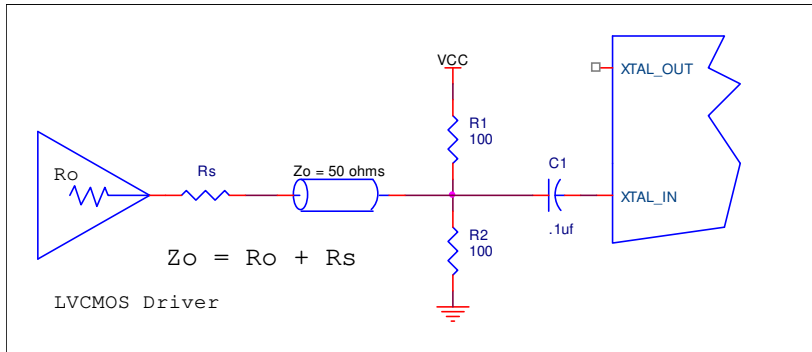 VCC
XTAL_OUT
R1
100
Ro
Rs
Zo = 50 ohms
C1
XTAL_IN
.1uf
R2
100
Zo = Ro + Rs
LVCMOS Driver